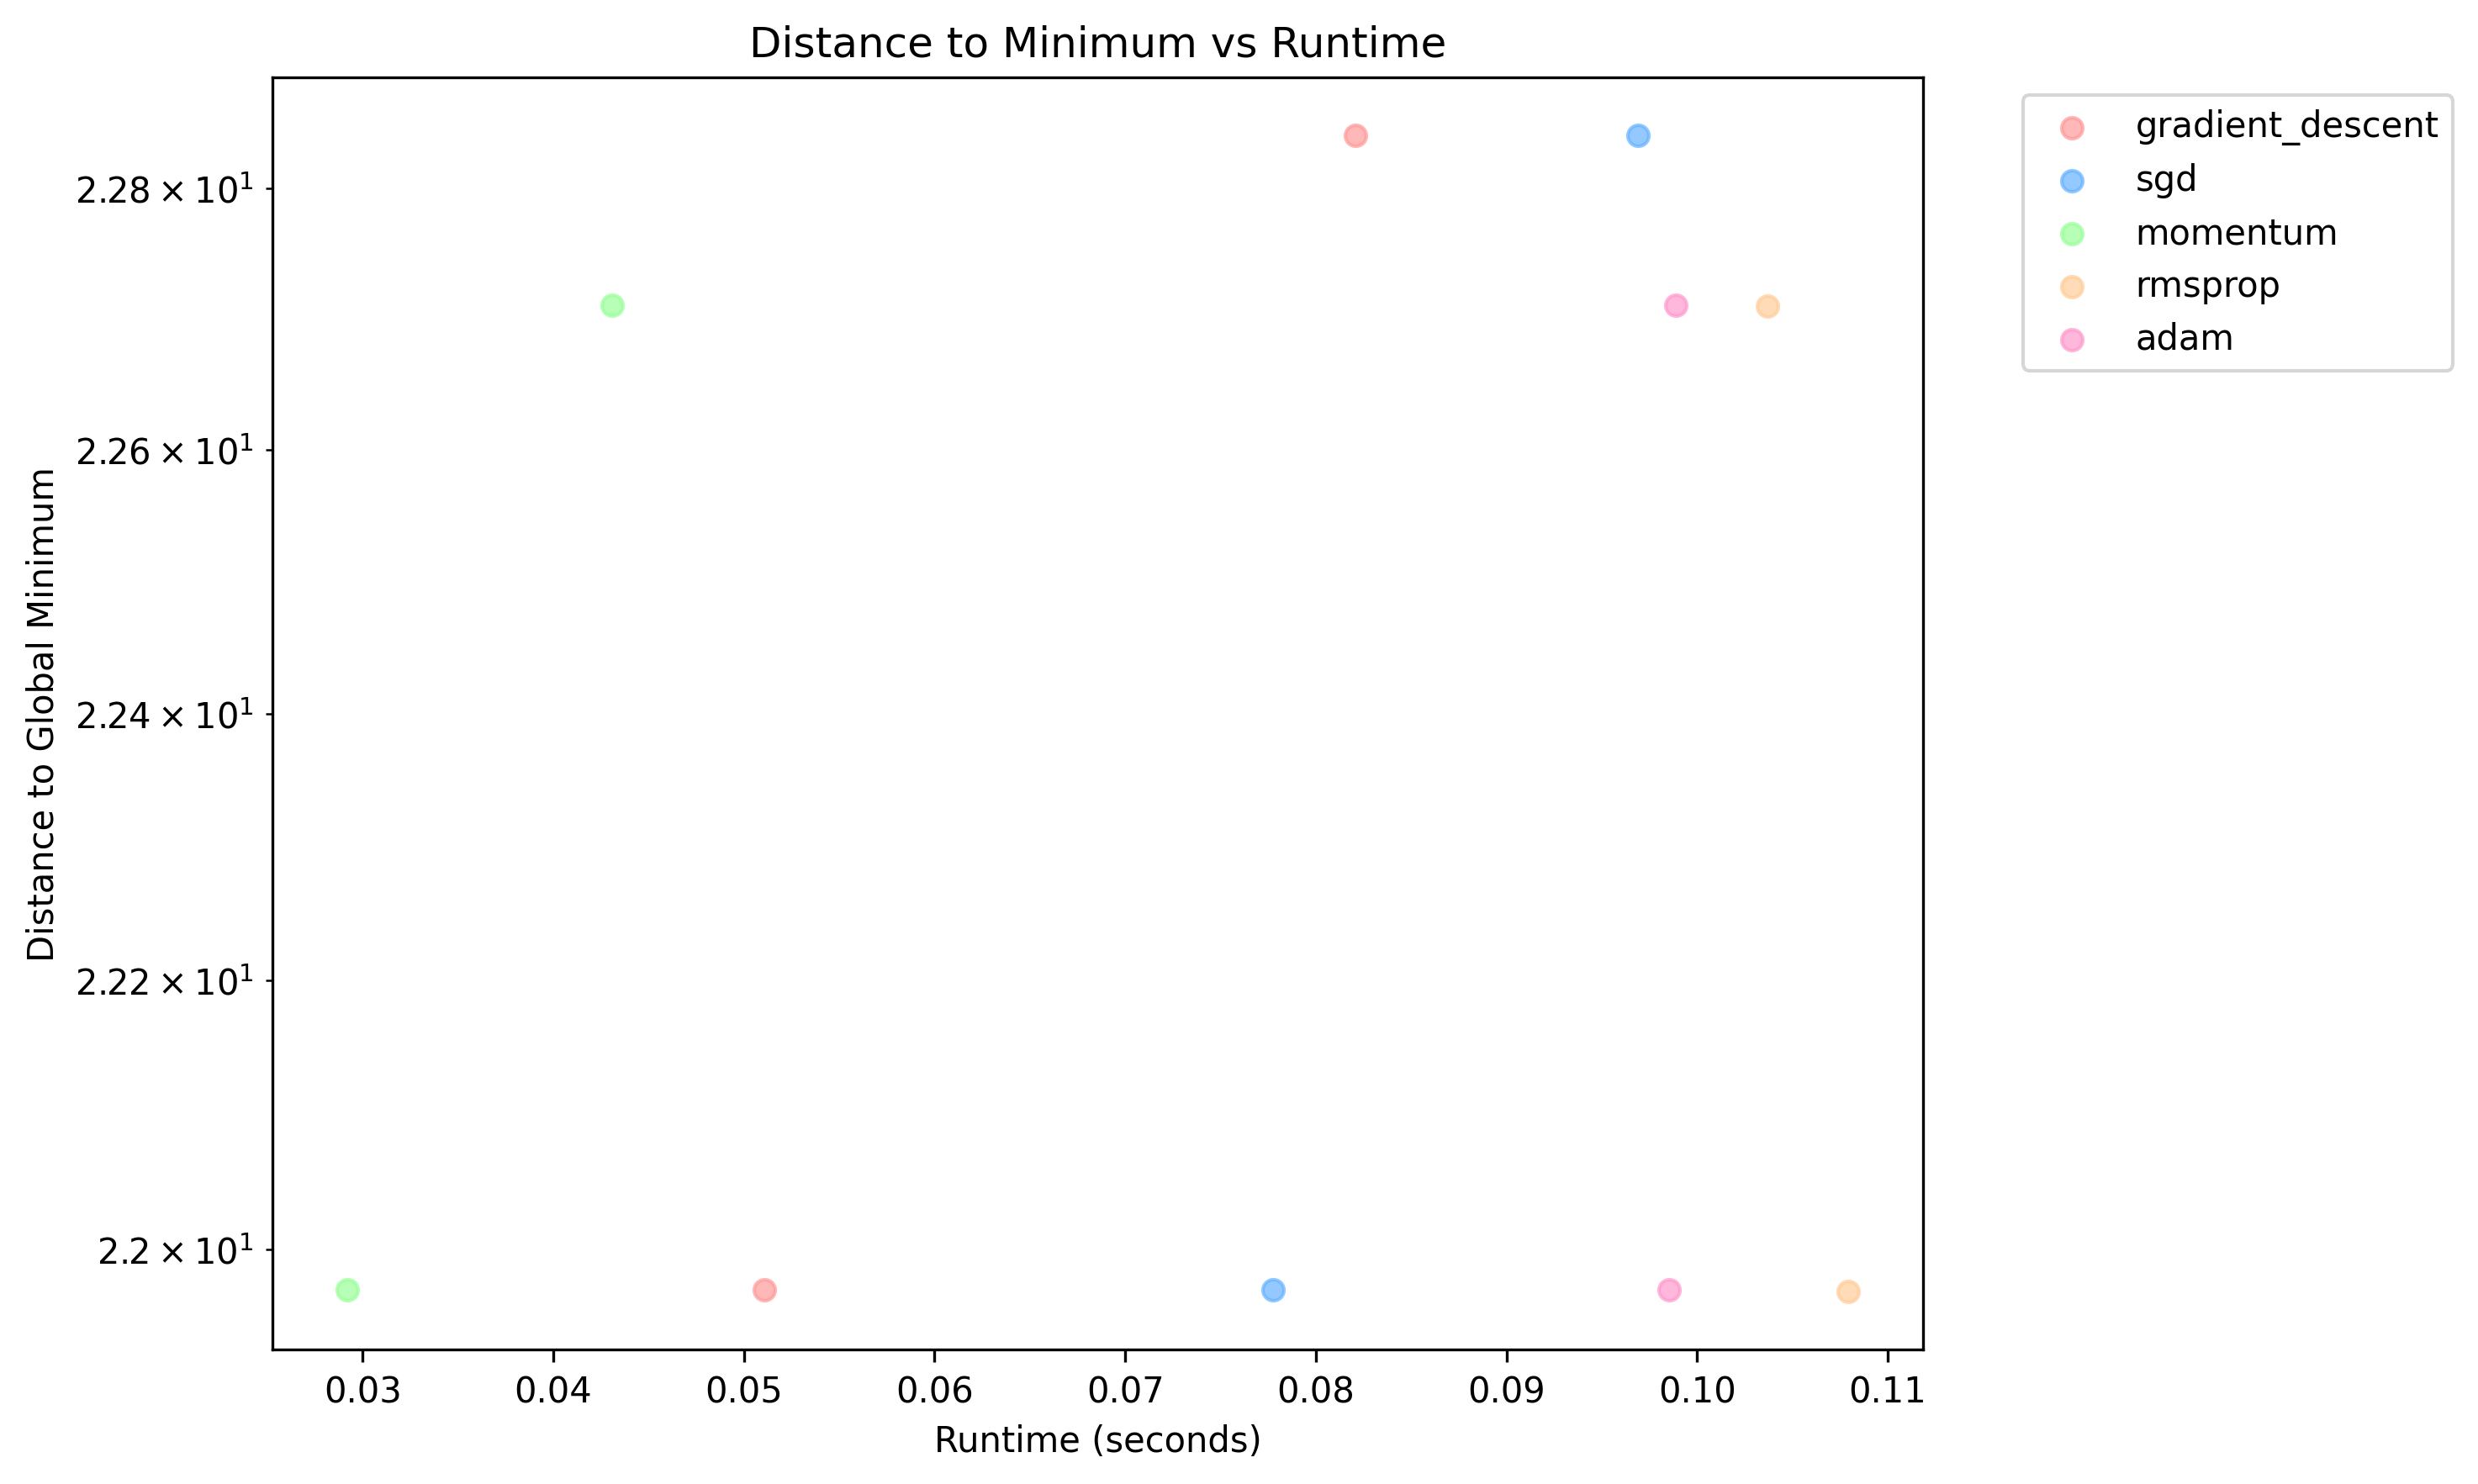 Distance to Minimum vs Runtime
Distance to Global Minimum
2.28 × 10¹
2.26 × 10¹
2.24 × 10¹
2.22 × 10¹
2.2 × 10¹
0.03 0.04 0.05 0.06 0.07 0.08 0.09 0.10 0.11
Runtime (seconds)
gradient_descent
sgd
momentum
rmsprop
adam